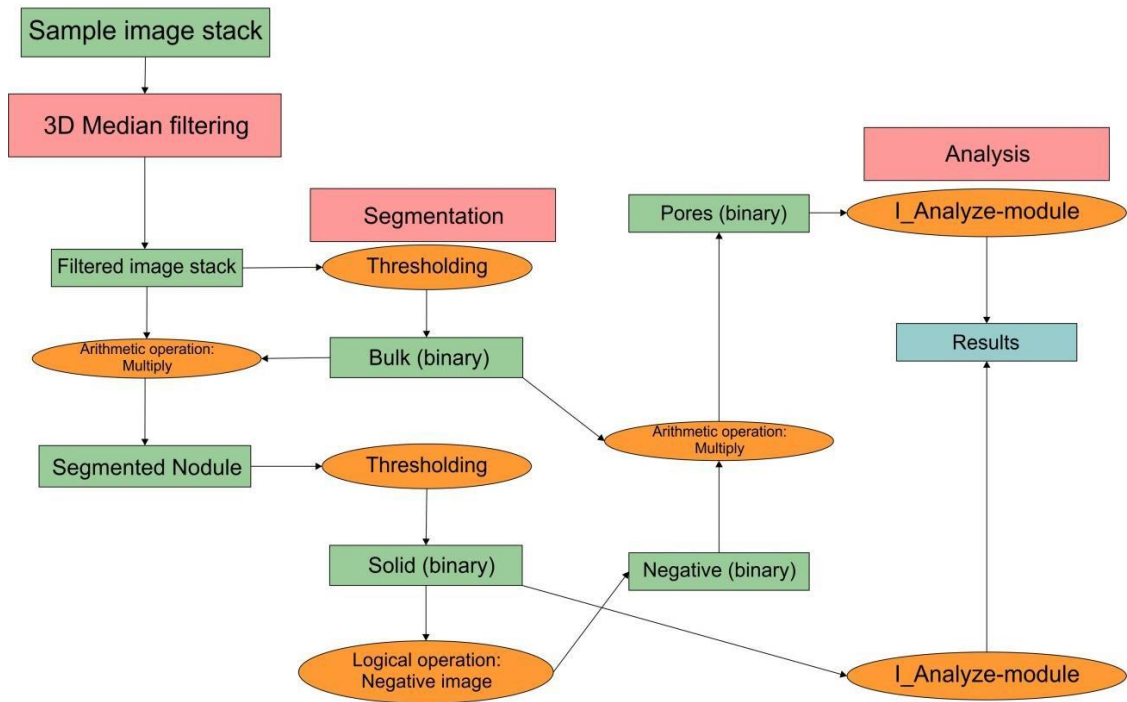 Sample image stack
3D Median filtering
Analysis
Segmentation
Pores (binary)
I_Analyze-module
Filtered image stack
Thresholding
Results
Arithmetic operation:
Multiply
Bulk (binary)
Arithmetic operation:
Multiply
Segmented Nodule
Thresholding
Solid (binary)
Negative (binary)
Logical operation:
Negative image
I_Analyze-module